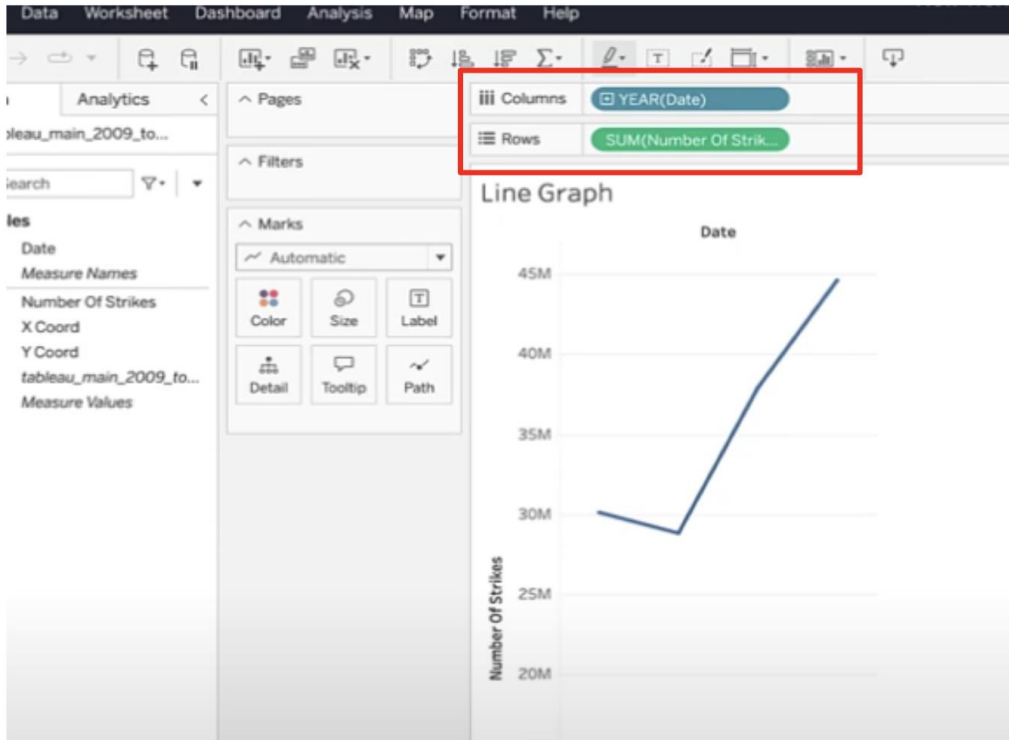 Data Worksheet Dashboard Analysis Map Format Help
Analytics
Pages
Columns YEAR(Date)
bleau_main_2009_to...
Rows SUM(Number Of Strik...
Search
Filters
Line Graph
les
Marks
Date
Date
Automatic
Measure Names
45M
Number Of Strikes
Color Size Label
X Coord
Y Coord
40M
tableau_main_2009_to...
Detail Tooltip Path
Measure Values
35M
30M
25M
20M
Number Of Strikes